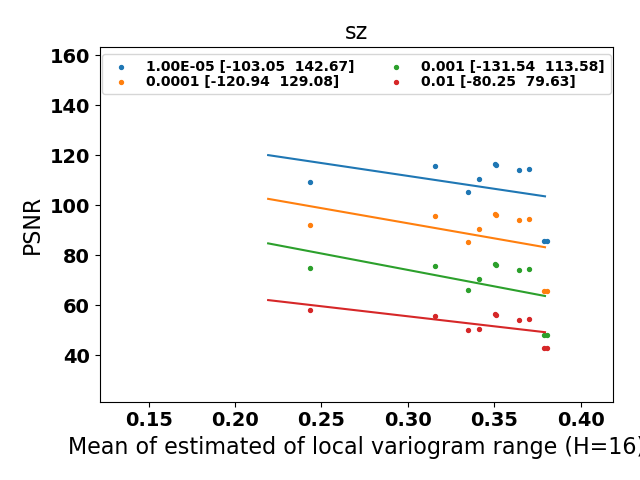 sz
1.00E-05 [-103.05  142.67]
0.0001 [-120.94  129.08]
0.001 [-131.54  113.58]
0.01 [-80.25  79.63]
160
140
120
100
80
60
40
PSNR
0.15 0.20 0.25 0.30 0.35 0.40
Mean of estimated of local variogram range (H=16)